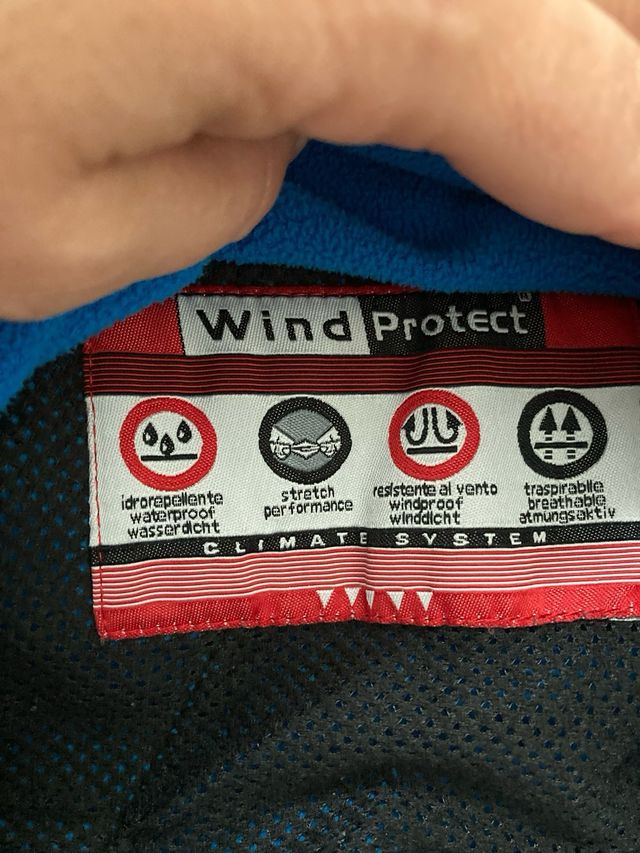 Wind Protect®
idrorepellente
waterproof
wasserdicht
stretch
performance
resistente al vento
windproof
winddicht
traspirabile
breathable
atmungsaktiv
CLIMATE SYSTEM